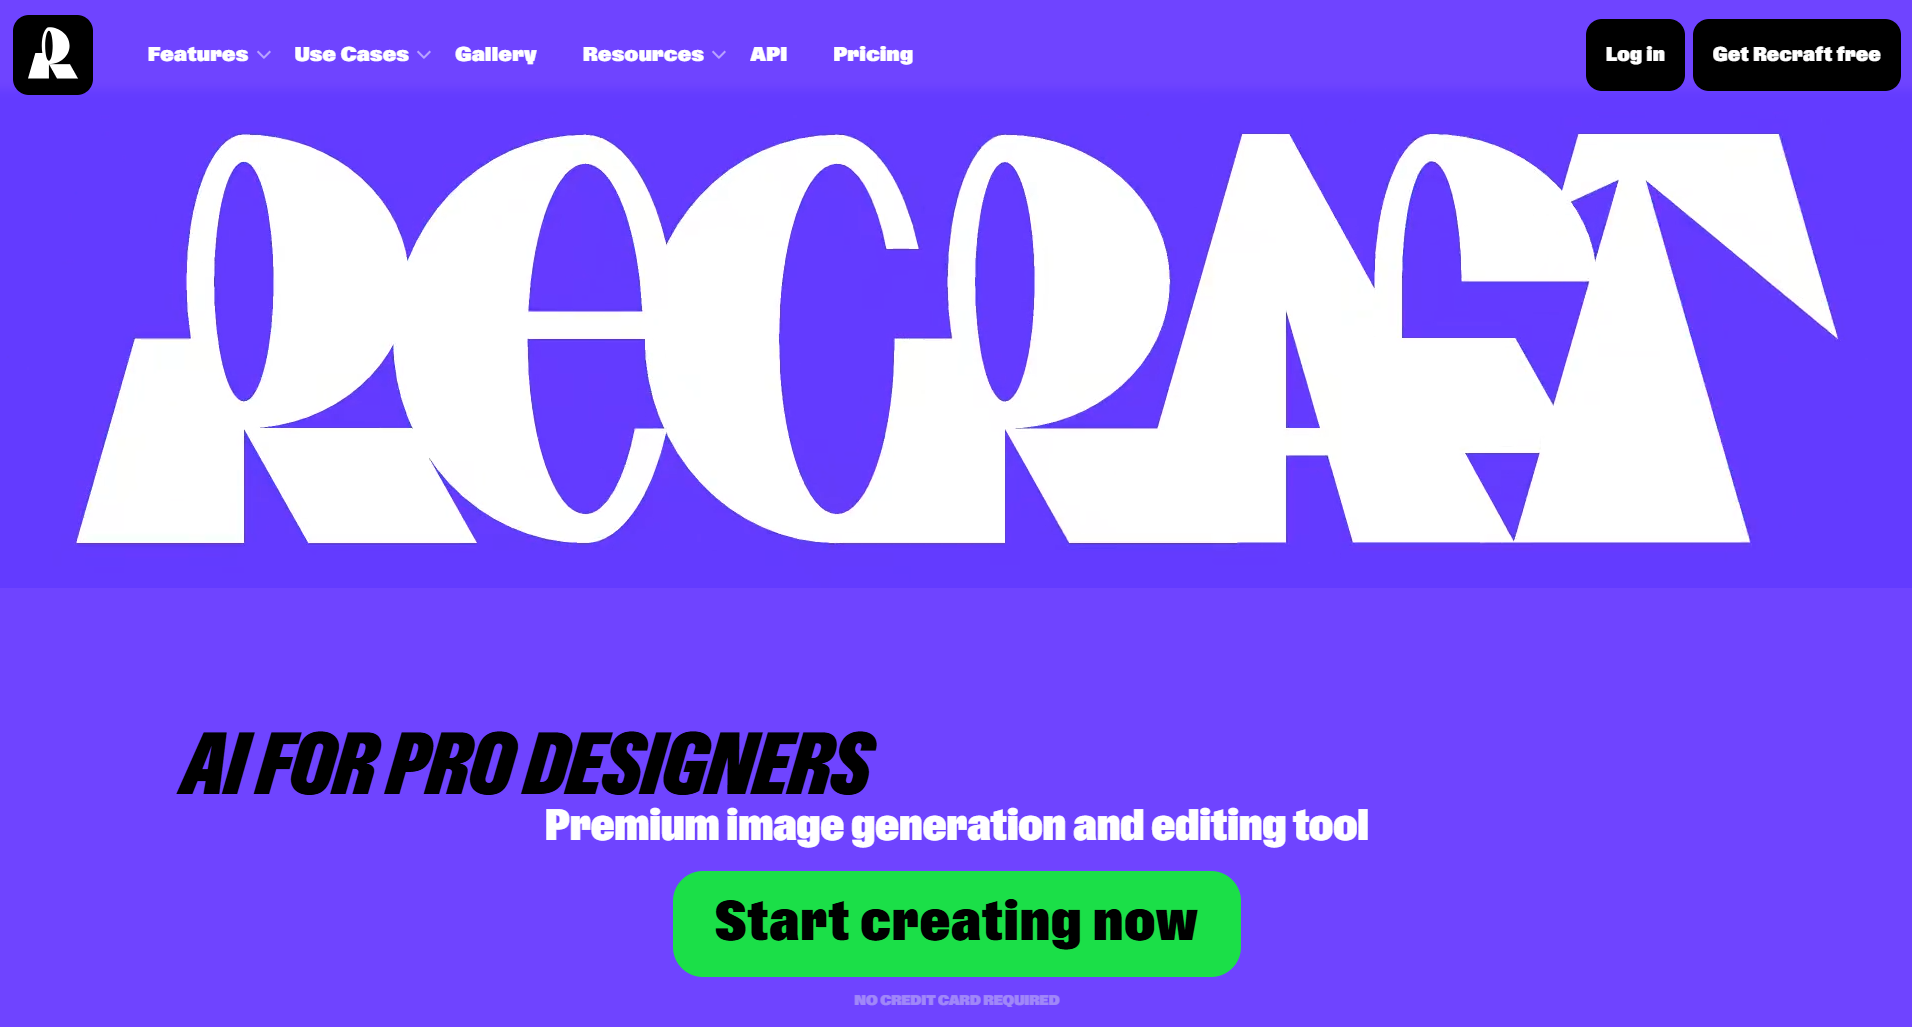 R
Features Use Cases Gallery Resources API Pricing Log in Get Recraft free
RECRAFT
AI FOR PRO DESIGNERS
Premium image generation and editing tool
Start creating now
NO CREDIT CARD REQUIRED